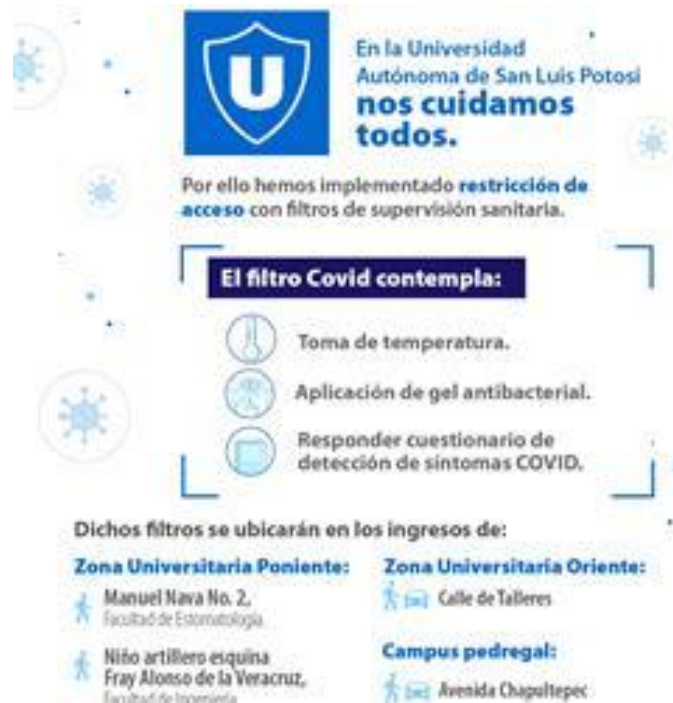 U
En la Universidad
Autónoma de San Luis Potosí
nos cuidamos
todos.
Por ello hemos implementado restricción de
acceso con filtros de supervisión sanitaria.
El filtro Covid contempla:
Toma de temperatura.
Aplicación de gel antibacterial.
Responder cuestionario de
detección de síntomas COVID.
Dichos filtros se ubicarán en los ingresos de:
Zona Universitaria Poniente:
Manuel Nava No. 2,
Facultad de Estomatología
Niño artillero esquina
Fray Alonso de la Veracruz,
Facultad de Ingeniería
Zona Universitaria Oriente:
Calle de Talleres
Campus pedregal:
Avenida Chapultepec